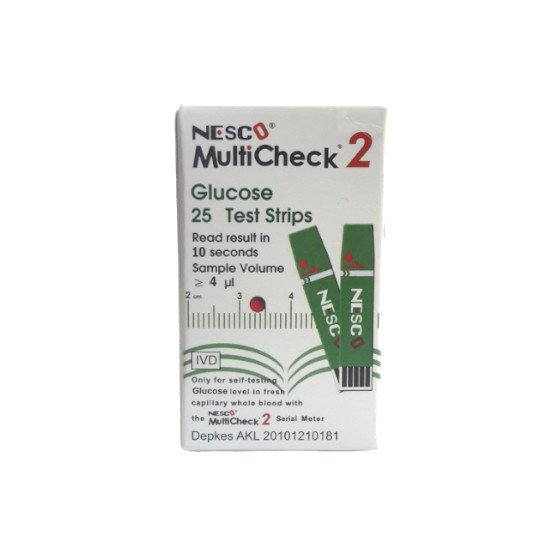 NESCO®
MultiCheck® 2
Glucose
25 Test Strips
Read result in
10 seconds
Sample Volume
≥ 4 µl
2 cm 3 4
NESCO
NESCO
IVD
Only for self-testing
Glucose level in fresh
capillary whole blood with
the NESCO MultiCheck® 2 Serial Meter
Depkes AKL 20101210181